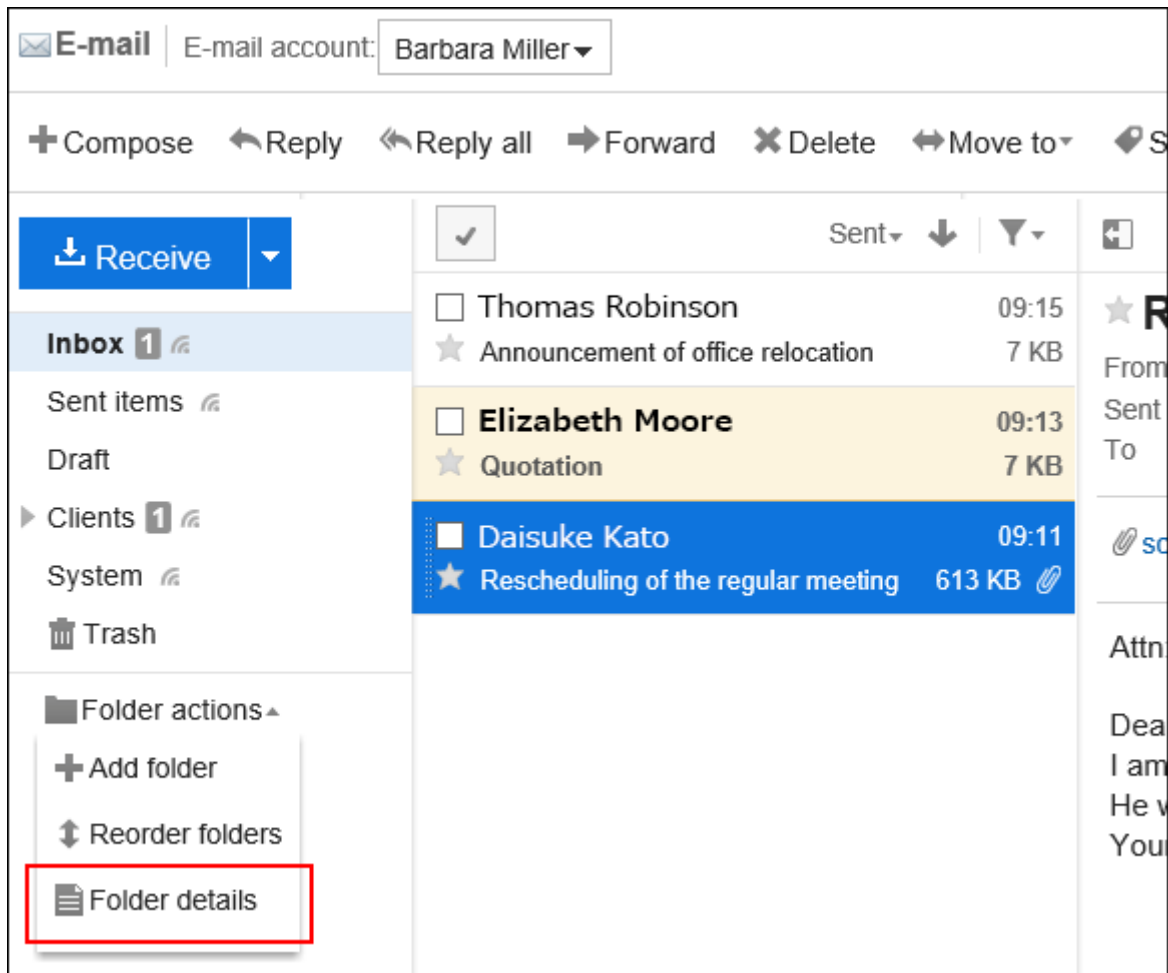 E-mail E-mail account: Barbara Miller
Compose Reply Reply all Forward Delete Move to S
Receive
Sent
Inbox 1
Sent items
Draft
Clients 1
System
Trash
Folder actions
Add folder
Reorder folders
Folder details
Thomas Robinson 09:15
Announcement of office relocation 7 KB
Elizabeth Moore 09:13
Quotation 7 KB
Daisuke Kato 09:11
Rescheduling of the regular meeting 613 KB
R
From
Sent
To
sc
Attn:
Dea
I am
He w
Your